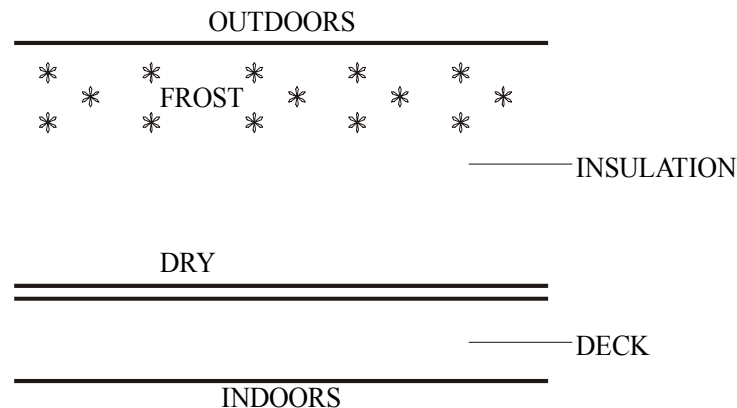 OUTDOORS
FROST
INSULATION
DRY
DECK
INDOORS